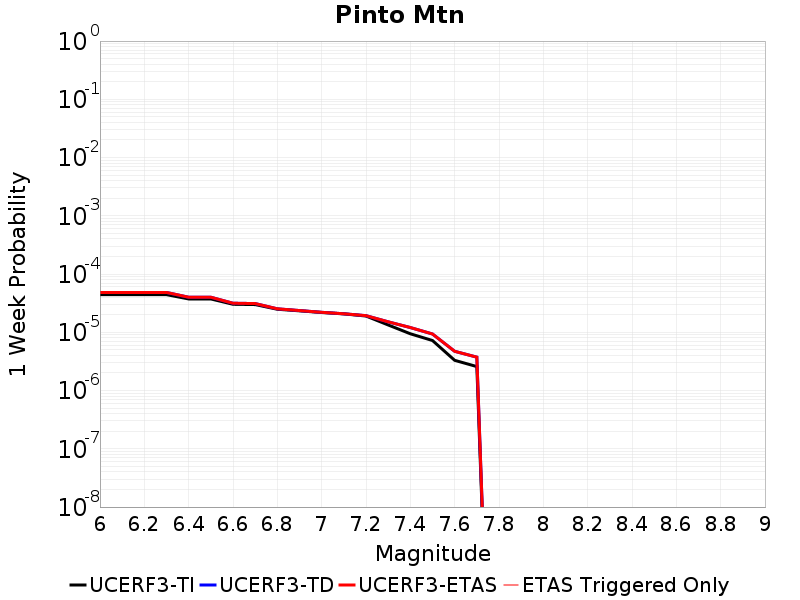 Pinto Mtn
1 Week Probability
10^0
10^-1
10^-2
10^-3
10^-4
10^-5
10^-6
10^-7
10^-8
6 6.2 6.4 6.6 6.8 7 7.2 7.4 7.6 7.8 8 8.2 8.4 8.6 8.8 9
Magnitude
UCERF3-TI UCERF3-TD UCERF3-ETAS ETAS Triggered Only